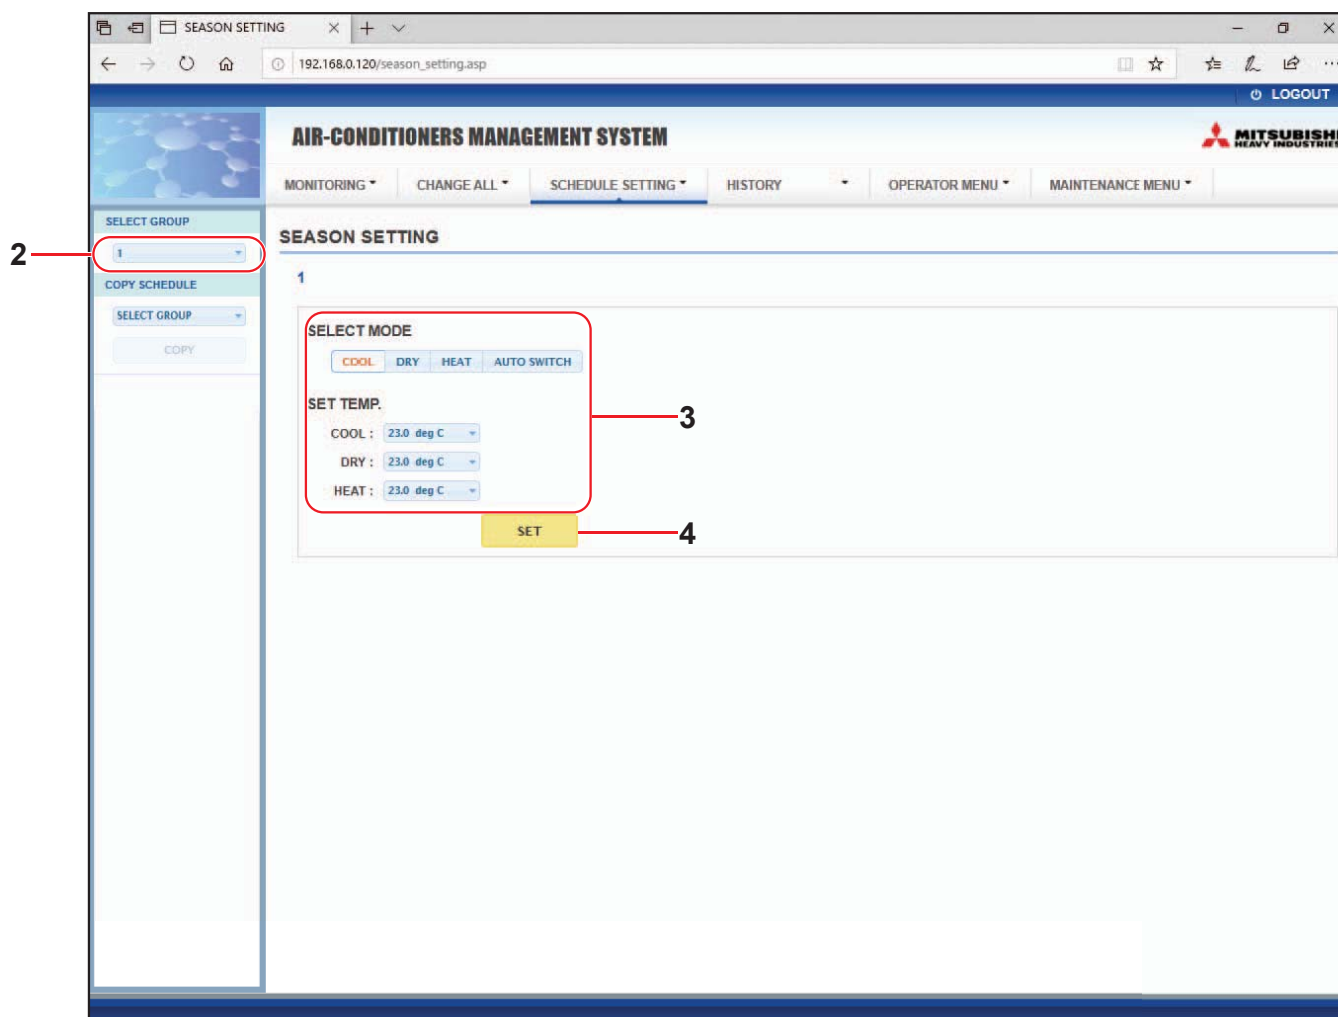 SEASON SETTING
192.168.0.120/season_setting.asp
LOGOUT
AIR-CONDITIONERS MANAGEMENT SYSTEM
MITSUBISHI
HEAVY INDUSTRIES
MONITORING CHANGE ALL SCHEDULE SETTING HISTORY OPERATOR MENU MAINTENANCE MENU
SELECT GROUP
1
COPY SCHEDULE
SELECT GROUP
COPY
2
SEASON SETTING
1
SELECT MODE
COOL DRY HEAT AUTO SWITCH
SET TEMP.
COOL : 23.0 deg C
DRY : 23.0 deg C
HEAT : 23.0 deg C
3
SET
4